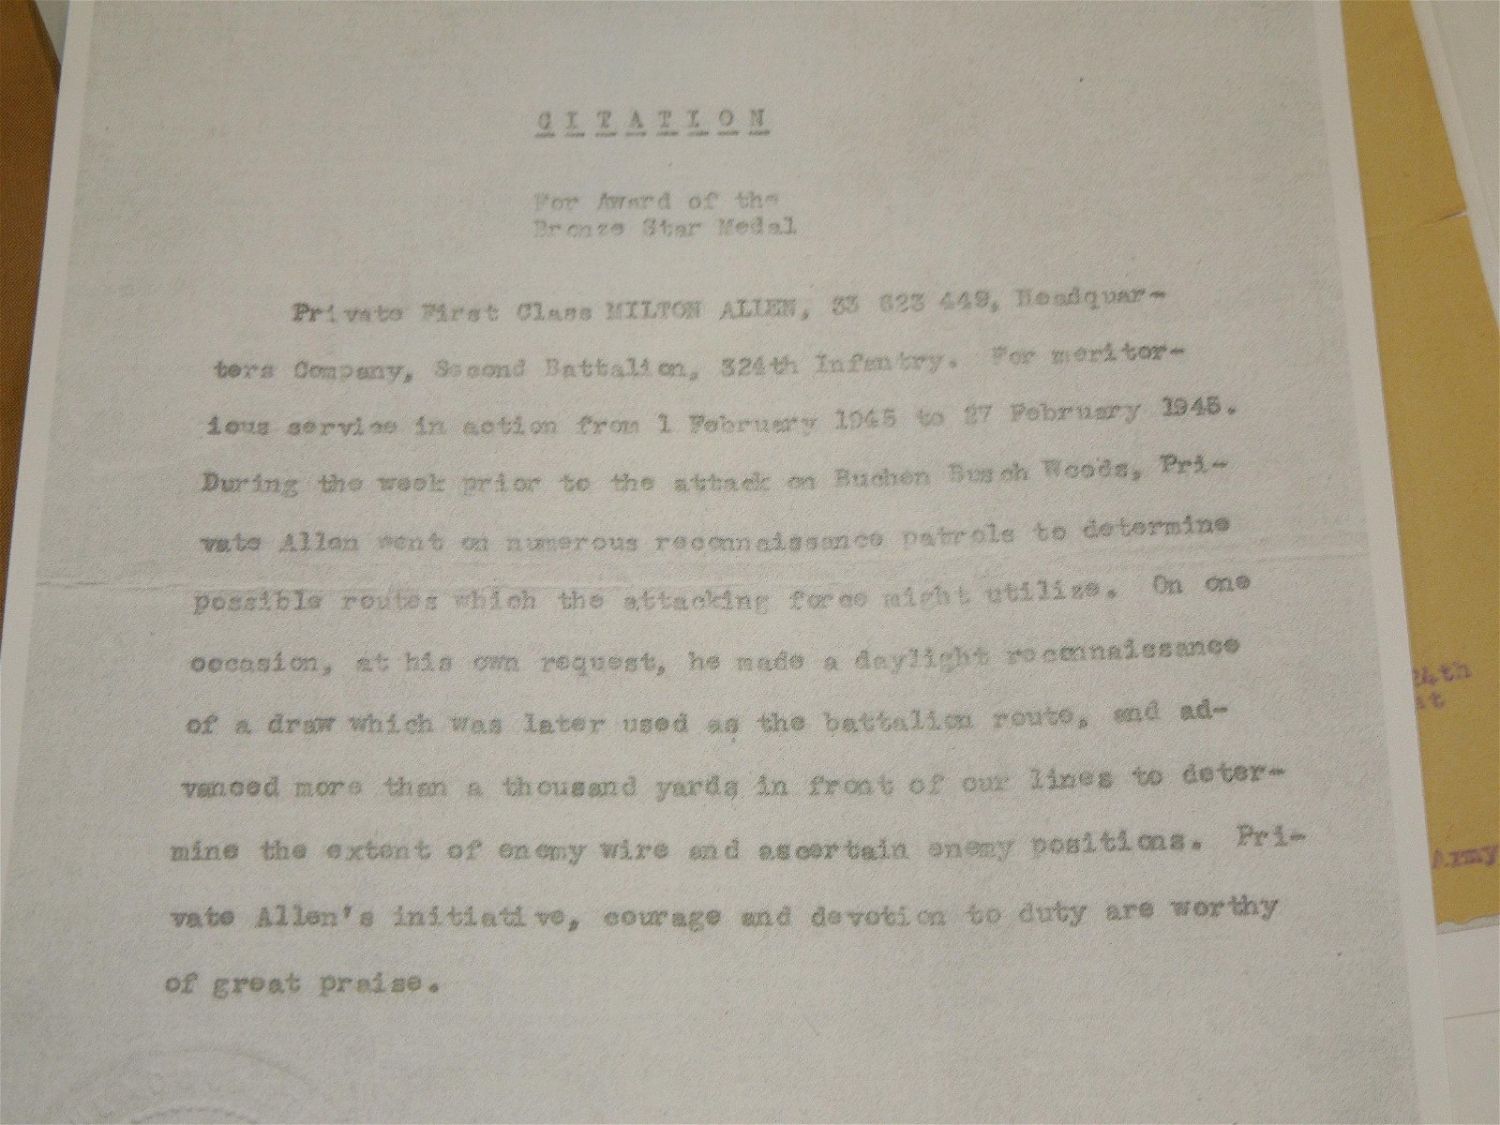 CITATION
For Award of the
Bronze Star Medal
Private First Class MILTON ALLEN, 33 623 449, Headquar-
ters Company, Second Battalion, 324th Infantry. For meritor-
ious service in action from 1 February 1945 to 27 February 1945.
During the week prior to the attack on Buchen Busch Woods, Pri-
vate Allen went on numerous reconnaissance patrols to determine
possible routes which the attacking force might utilize. On one
occasion, at his own request, he made a daylight reconnaissance
of a draw which was later used as the battalion route, and ad-
vanced more than a thousand yards in front of our lines to deter-
mine the extent of enemy wire and ascertain enemy positions. Pri-
vate Allen's initiative, courage and devotion to duty are worthy
of great praise.
24th
Army